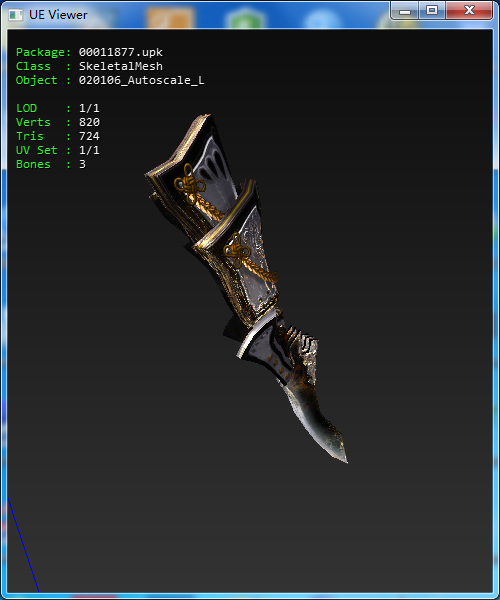 UE Viewer
Package: 00011877.upk
Class : SkeletalMesh
Object : 020106_Autoscale_L
LOD : 1/1
Verts : 820
Tris : 724
UV Set : 1/1
Bones : 3